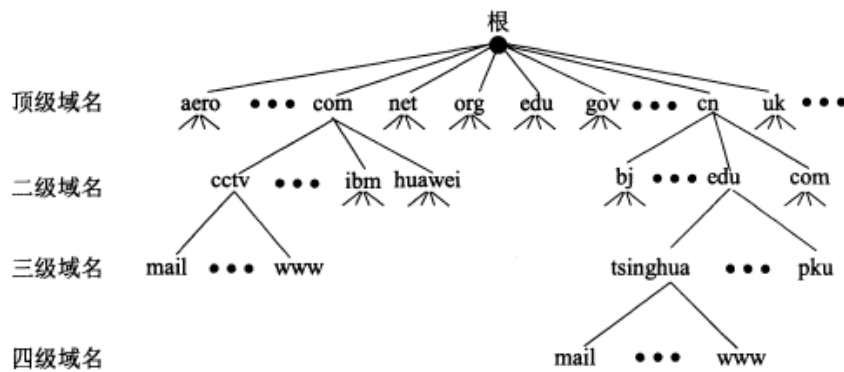 根
顶级域名 aero ••• com net org edu gov ••• cn uk •••
二级域名 cctv ••• ibm huawei bj ••• edu com
三级域名 mail ••• www tsinghua ••• pku
四级域名 mail ••• www